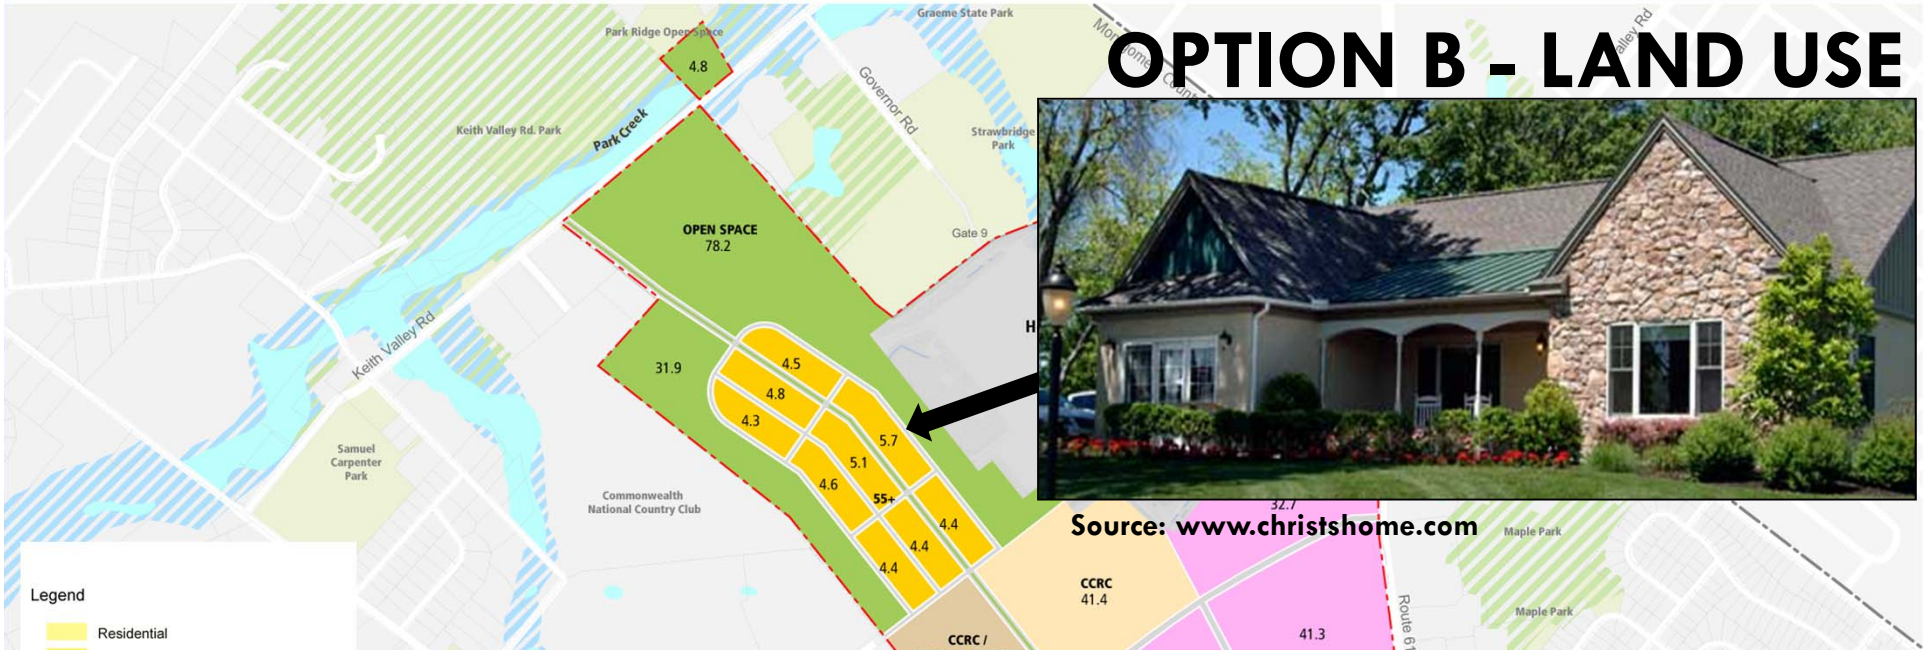 OPTION B - LAND USE
Graeme State Park
Park Ridge Open Space
4.8
Governor Rd
Keith Valley Rd. Park
Park Creek
Strawbridge
Park
OPEN SPACE
78.2
Gate 9
H
Keith Valley Rd
31.9
4.5
4.8
4.3
5.7
5.1
4.6
55+
4.4
4.4
4.4
Samuel
Carpenter
Park
Commonwealth
National Country Club
32.7
Source: www.christshome.com
Maple Park
CCRC
41.4
Maple Park
41.3
Route 61
CCRC /
Legend
Residential